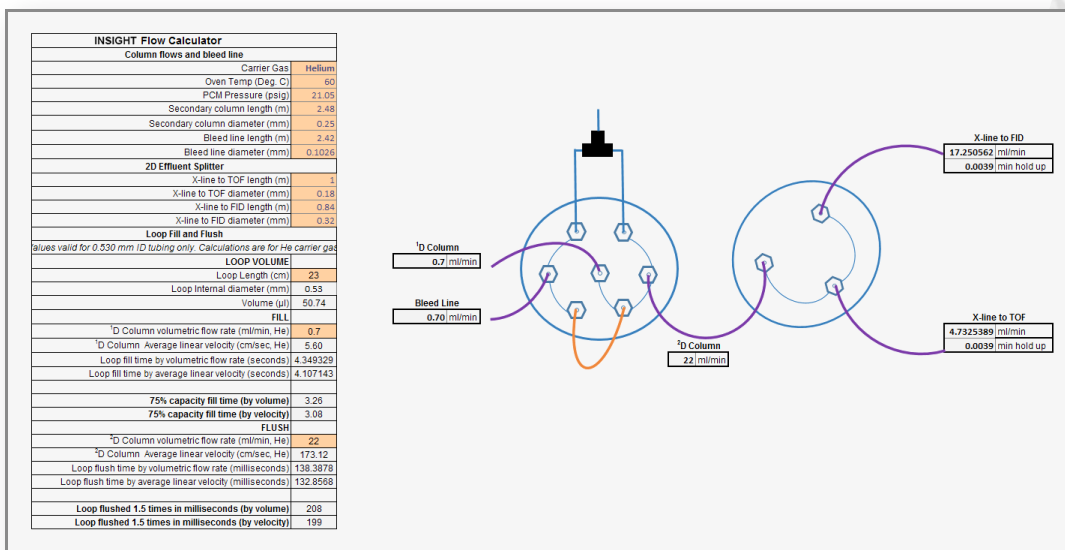 INSIGHT Flow Calculator
Column flows and bleed line
Carrier Gas Helium
Oven Temp (Deg. C) 60
PCM Pressure (psig) 21.05
Secondary column length (m) 2.48
Secondary column diameter (mm) 0.25
Bleed line length (m) 2.42
Bleed line diameter (mm) 0.1026
2D Effluent Splitter
X-line to TOF length (m) 1
X-line to TOF diameter (mm) 0.18
X-line to FID length (m) 0.84
X-line to FID diameter (mm) 0.32
Loop Fill and Flush
alues valid for 0.530 mm ID tubing only. Calculations are for He carrier gas
LOOP VOLUME
Loop Length (cm) 23
Loop Internal diameter (mm) 0.53
Volume (µl) 50.74
FILL
¹D Column volumetric flow rate (ml/min, He) 0.7
¹D Column Average linear velocity (cm/sec, He) 5.60
Loop fill time by volumetric flow rate (seconds) 4.349329
Loop fill time by average linear velocity (seconds) 4.107143
75% capacity fill time (by volume) 3.26
75% capacity fill time (by velocity) 3.08
FLUSH
²D Column volumetric flow rate (ml/min, He) 22
²D Column Average linear velocity (cm/sec, He) 173.12
Loop flush time by volumetric flow rate (milliseconds) 138.3878
Loop flush time by average linear velocity (milliseconds) 132.8568
Loop flushed 1.5 times in milliseconds (by volume) 208
Loop flushed 1.5 times in milliseconds (by velocity) 199
¹D Column
0.7 ml/min
Bleed Line
0.70 ml/min
²D Column
22 ml/min
X-line to FID
17.250562 ml/min
0.0039 min hold up
X-line to TOF
4.7325389 ml/min
0.0039 min hold up